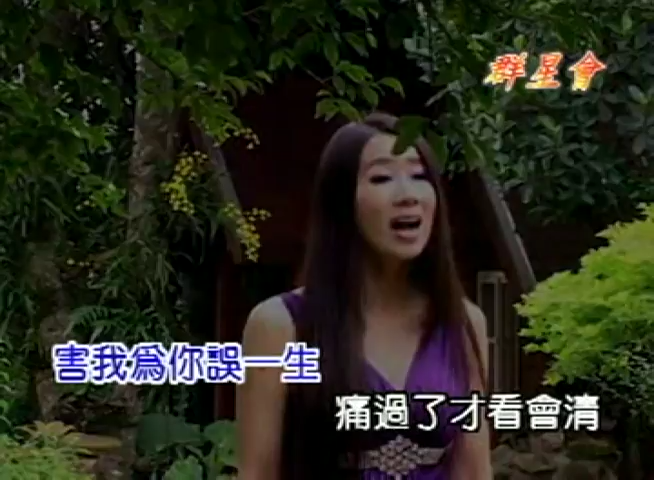 群星會
害我為你誤一生
痛過了才看會清